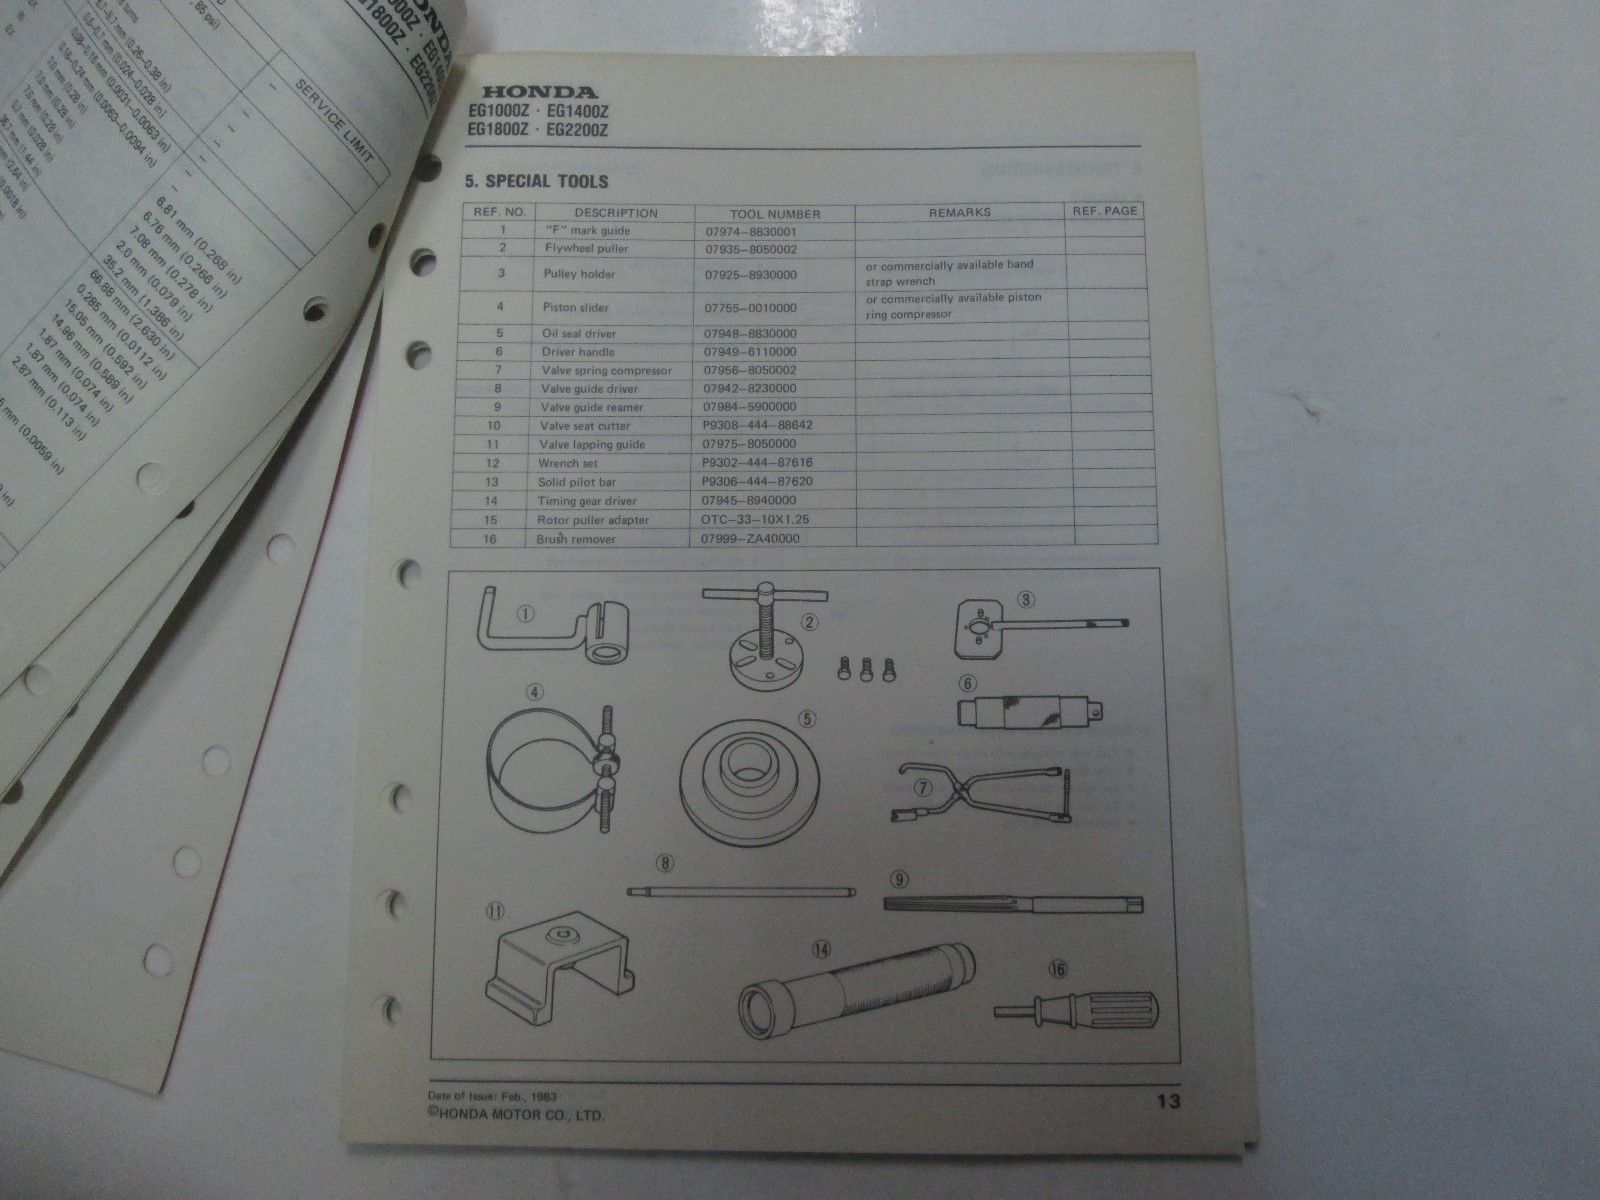 SERVICE LIMIT
6.81 mm (0.268 in)
6.76 mm (0.266 in)
7.08 mm (0.278 in)
2.0 mm (0.079 in)
35.2 mm (1.386 in)
66.88 mm (2.630 in)
0.285 mm (0.0112 in)
15.05 mm (0.592 in)
14.96 mm (0.589 in)
1.87 mm (0.074 in)
1.87 mm (0.074 in)
2.87 mm (0.113 in)
HONDA
EG1000Z · EG1400Z
EG1800Z · EG2200Z
5. SPECIAL TOOLS
REF. NO. DESCRIPTION TOOL NUMBER REMARKS REF. PAGE
1 "F" mark guide 07974–8830001
2 Flywheel puller 07935–8050002
3 Pulley holder 07925–8930000 or commercially available band
strap wrench
4 Piston slider 07755–0010000 or commercially available piston
ring compressor
5 Oil seal driver 07948–8830000
6 Driver handle 07949–6110000
7 Valve spring compressor 07956–8050002
8 Valve guide driver 07942–8230000
9 Valve guide reamer 07984–5900000
10 Valve seat cutter P9308–444–88642
11 Valve lapping guide 07975–8050000
12 Wrench set P9302–444–87616
13 Solid pilot bar P9306–444–87620
14 Timing gear driver 07945–8940000
15 Rotor puller adapter OTC–33–10X1.25
16 Brush remover 07999–ZA40000
①
②
③
④
⑤
⑥
⑦
⑧
⑨
⑪
⑭
⑯
Date of Issue: Feb., 1983
©HONDA MOTOR CO., LTD.
13